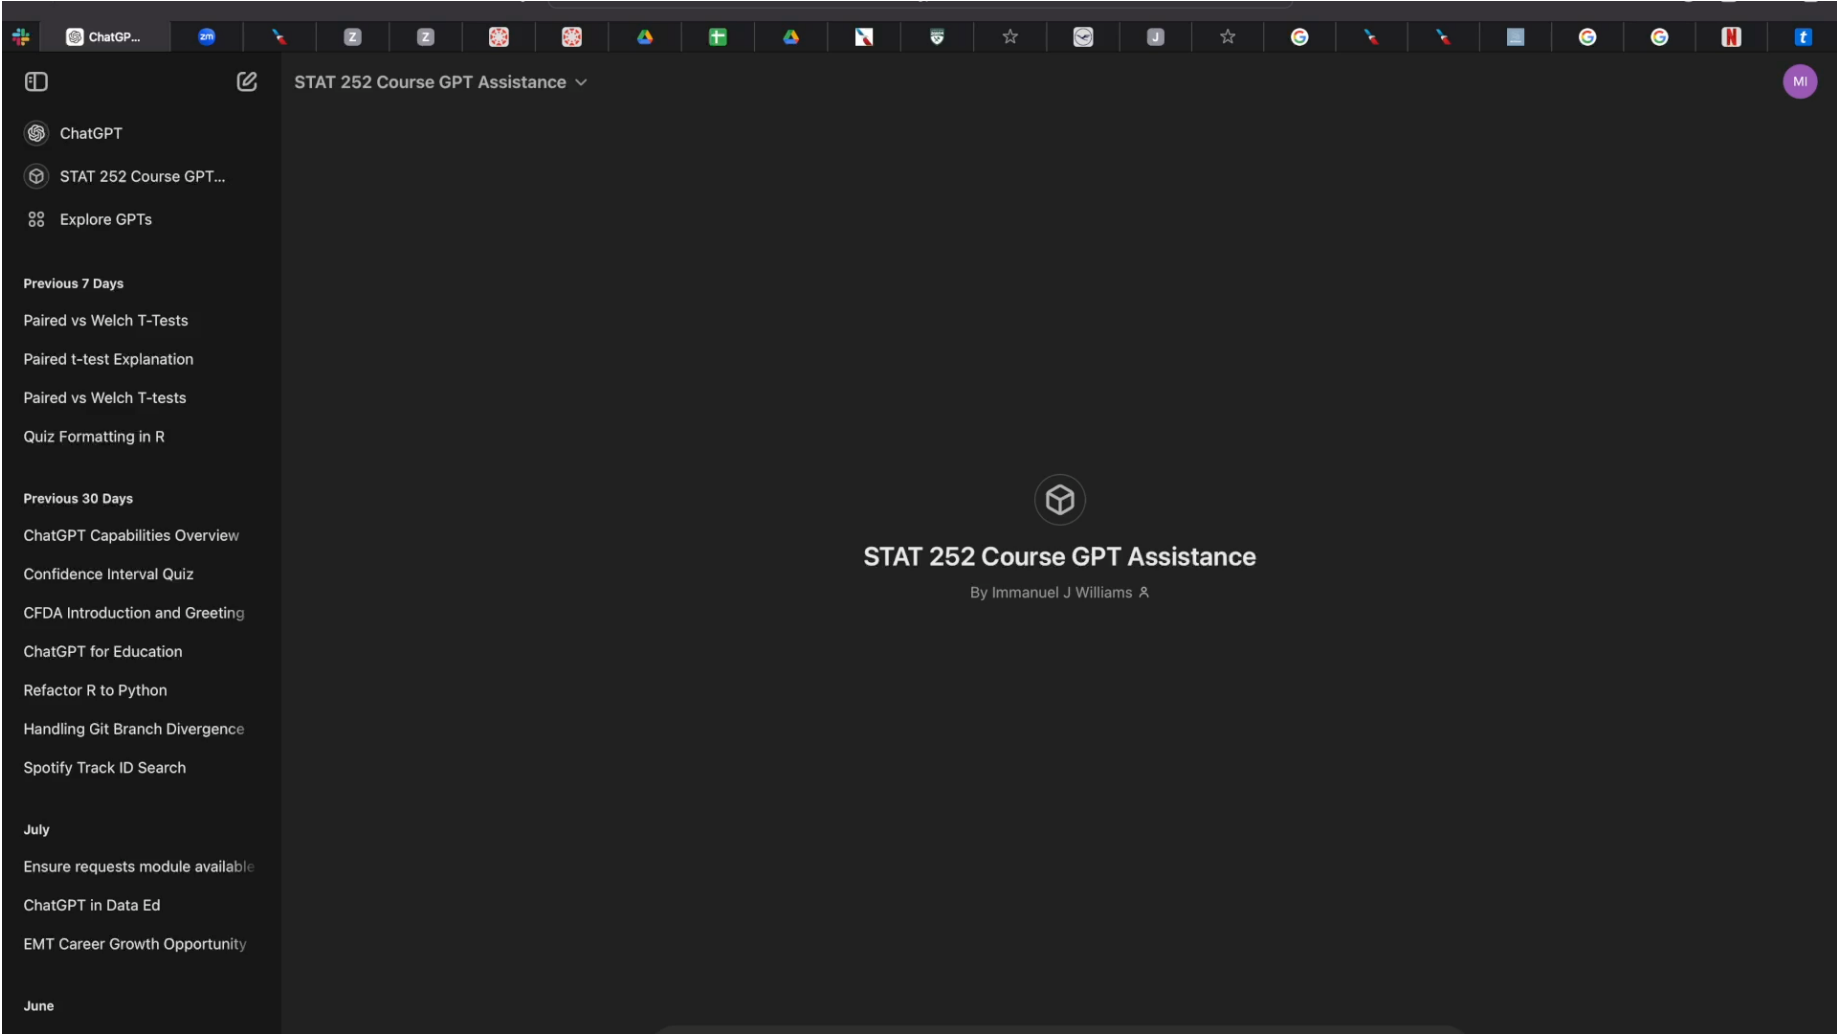 ChatGP...
zm
Z
Z
J
G
G
G
N
t
STAT 252 Course GPT Assistance
MI
ChatGPT
STAT 252 Course GPT...
Explore GPTs
Previous 7 Days
Paired vs Welch T-Tests
Paired t-test Explanation
Paired vs Welch T-tests
Quiz Formatting in R
Previous 30 Days
ChatGPT Capabilities Overview
Confidence Interval Quiz
CFDA Introduction and Greeting
ChatGPT for Education
Refactor R to Python
Handling Git Branch Divergence
Spotify Track ID Search
July
Ensure requests module available
ChatGPT in Data Ed
EMT Career Growth Opportunity
June
STAT 252 Course GPT Assistance
By Immanuel J Williams